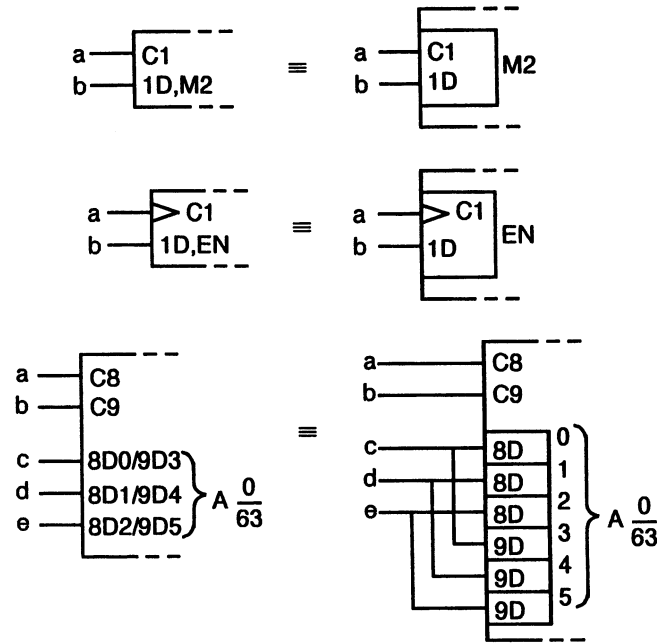 a C1 ≡ a C1 M2
b 1D,M2 b 1D
a C1 ≡ a C1 EN
b 1D,EN b 1D
a C8 a C8
b C9 ≡ b C9
c 8D0/9D3 c 8D 0
d 8D1/9D4 A 0/63 d 8D 1
e 8D2/9D5 e 8D 2
9D 3 A 0/63
9D 4
9D 5